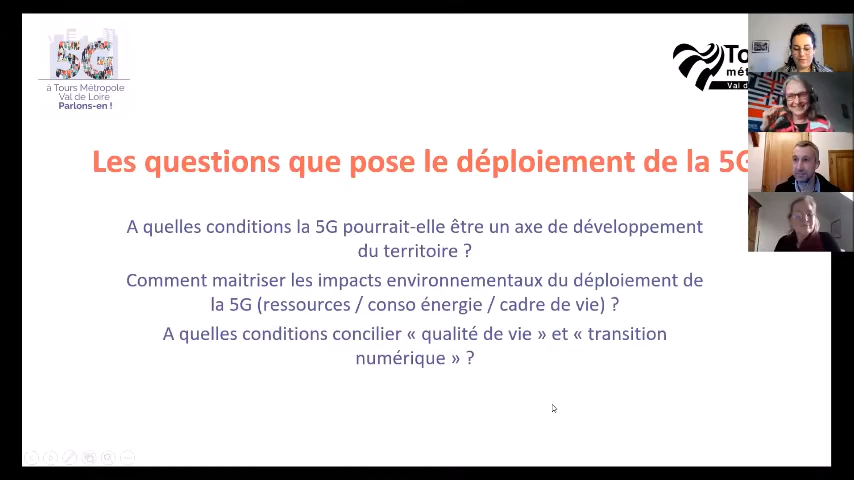 5G
à Tours Métropole
Val de Loire
Parlons-en !
Les questions que pose le déploiement de la 5G
A quelles conditions la 5G pourrait-elle être un axe de développement
du territoire ?
Comment maitriser les impacts environnementaux du déploiement de
la 5G (ressources / conso énergie / cadre de vie) ?
A quelles conditions concilier « qualité de vie » et « transition
numérique » ?